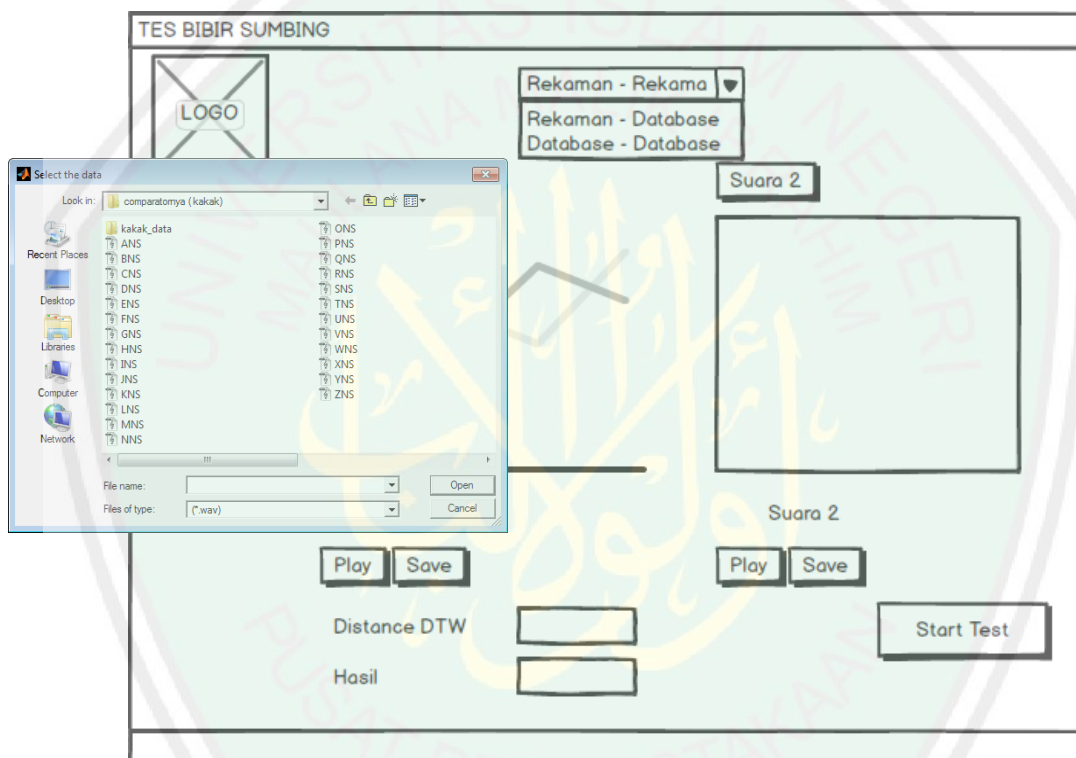 TES BIBIR SUMBING
LOGO
Rekaman - Rekama
Rekaman - Database
Database - Database
Suara 2
Select the data
Look in:
comparatornya (kakak)
Recent Places
Desktop
Libraries
Computer
Network
kakak_data
ANS
BNS
CNS
DNS
ENS
FNS
GNS
HNS
INS
JNS
KNS
LNS
MNS
NNS
ONS
PNS
QNS
RNS
SNS
TNS
UNS
VNS
WNS
XNS
YNS
ZNS
File name:
Open
Files of type:
(*.wav)
Cancel
Suara 2
Play
Save
Play
Save
Distance DTW
Start Test
Hasil
ISLAM NEGERI
PUSAT